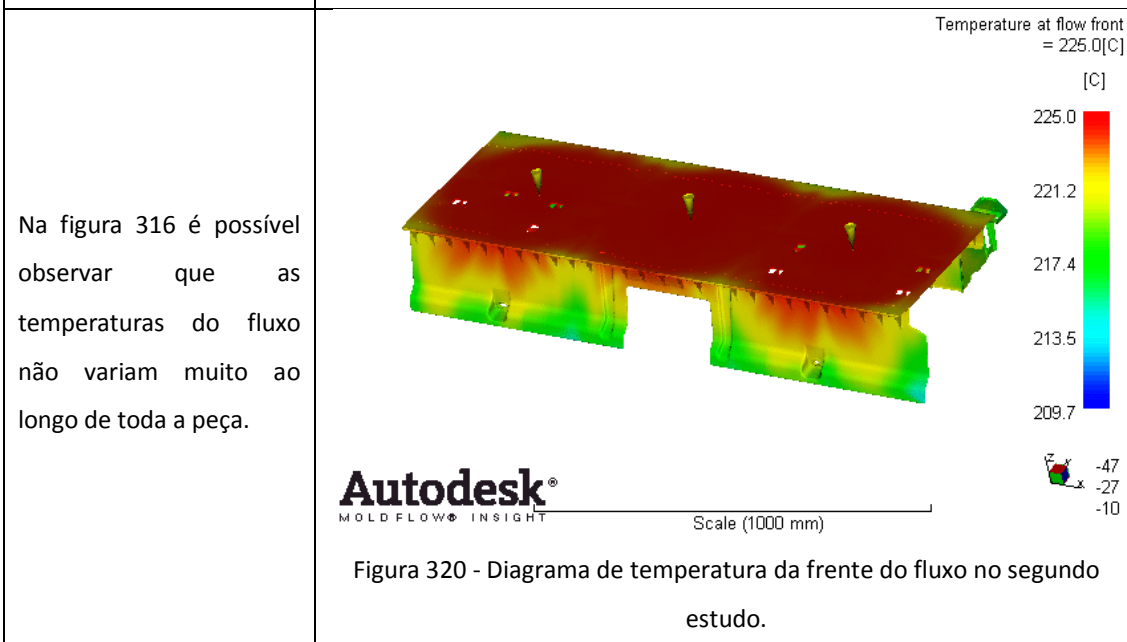 Na figura 316 é possível
observar que as
temperaturas do fluxo
não variam muito ao
longo de toda a peça.
Temperature at flow front
= 225.0[C]
[C]
225.0
221.2
217.4
213.5
209.7
Z
X
X
-47
-27
-10
Autodesk®
MOLDFLOW® INSIGHT
Scale (1000 mm)
Figura 320 - Diagrama de temperatura da frente do fluxo no segundo
estudo.